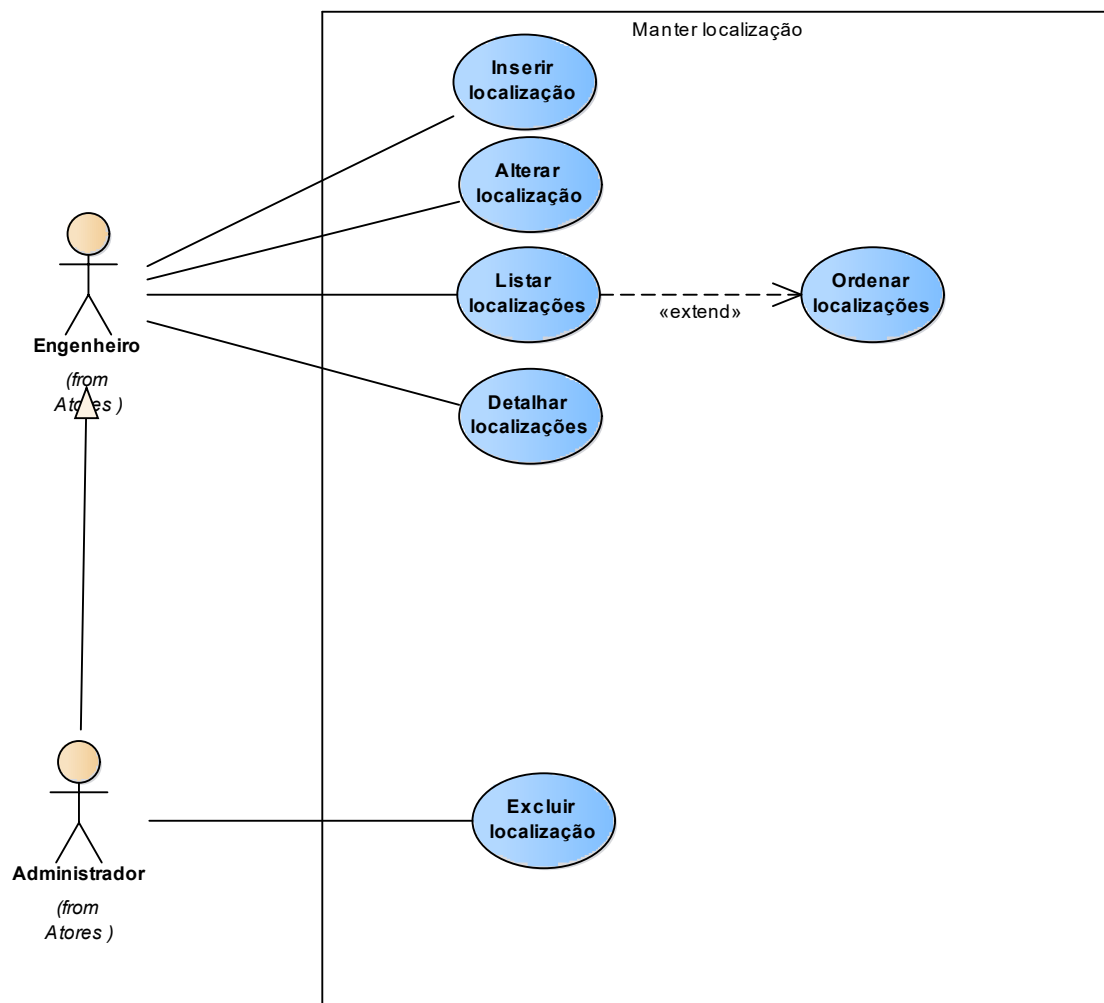 Manter localização
Inserir
localização
Alterar
localização
Listar
localizações
«extend»
Ordenar
localizações
Engenheiro
(from
Atores )
Detalhar
localizações
Excluir
localização
Administrador
(from
Atores )